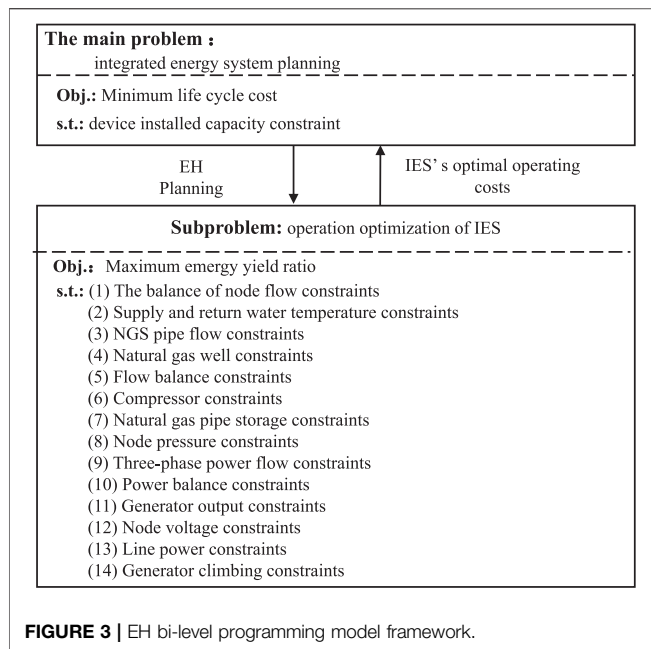 The main problem :
integrated energy system planning
Obj.: Minimum life cycle cost
s.t.: device installed capacity constraint
EH
Planning
IES' s optimal operating
costs
Subproblem: operation optimization of IES
Obj.: Maximum emergy yield ratio
s.t.: (1) The balance of node flow constraints
(2) Supply and return water temperature constraints
(3) NGS pipe flow constraints
(4) Natural gas well constraints
(5) Flow balance constraints
(6) Compressor constraints
(7) Natural gas pipe storage constraints
(8) Node pressure constraints
(9) Three-phase power flow constraints
(10) Power balance constraints
(11) Generator output constraints
(12) Node voltage constraints
(13) Line power constraints
(14) Generator climbing constraints
FIGURE 3 | EH bi-level programming model framework.